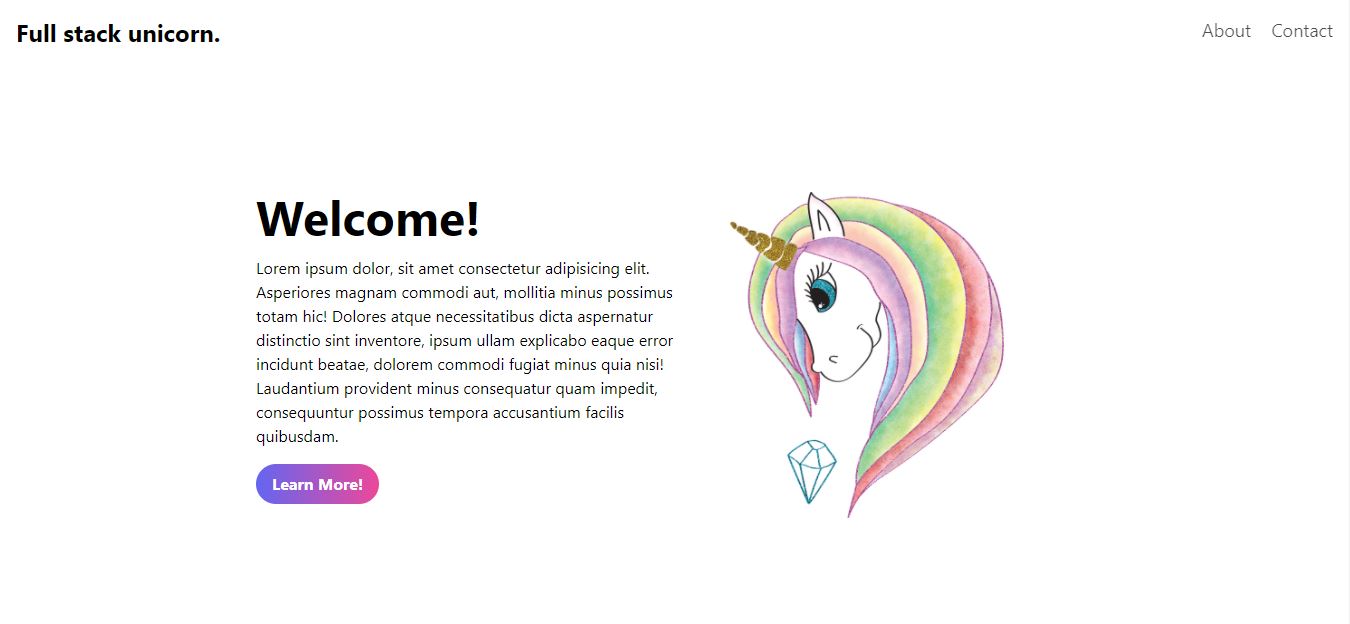 Full stack unicorn.
About
Contact
Welcome!
Lorem ipsum dolor, sit amet consectetur adipisicing elit.
Asperiores magnam commodi aut, mollitia minus possimus
totam hic! Dolores atque necessitatibus dicta aspernatur
distinctio sint inventore, ipsum ullam explicabo eaque error
incidunt beatae, dolorem commodi fugiat minus quia nisi!
Laudantium provident minus consequatur quam impedit,
consequuntur possimus tempora accusantium facilis
quibusdam.
Learn More!